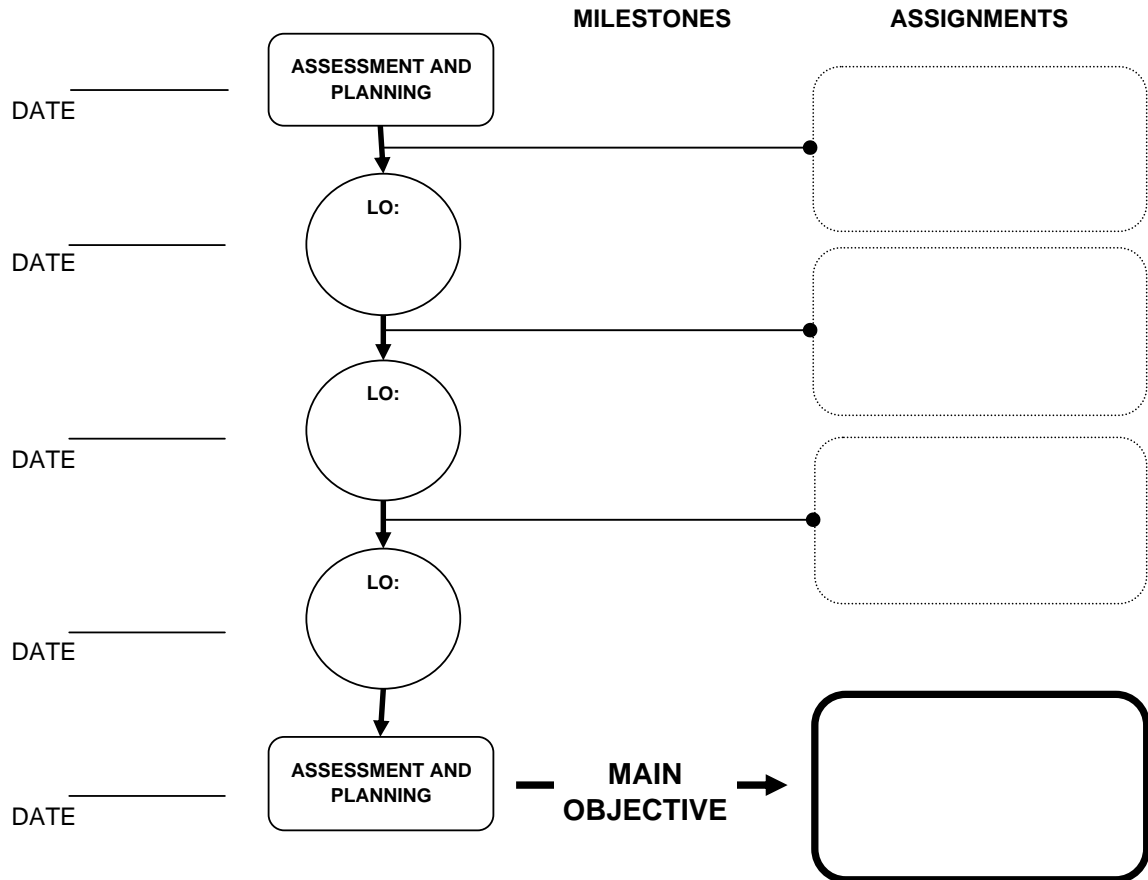 MILESTONES
ASSIGNMENTS
ASSESSMENT AND
PLANNING
DATE
LO:
DATE
LO:
DATE
LO:
DATE
ASSESSMENT AND
PLANNING
MAIN
OBJECTIVE
DATE